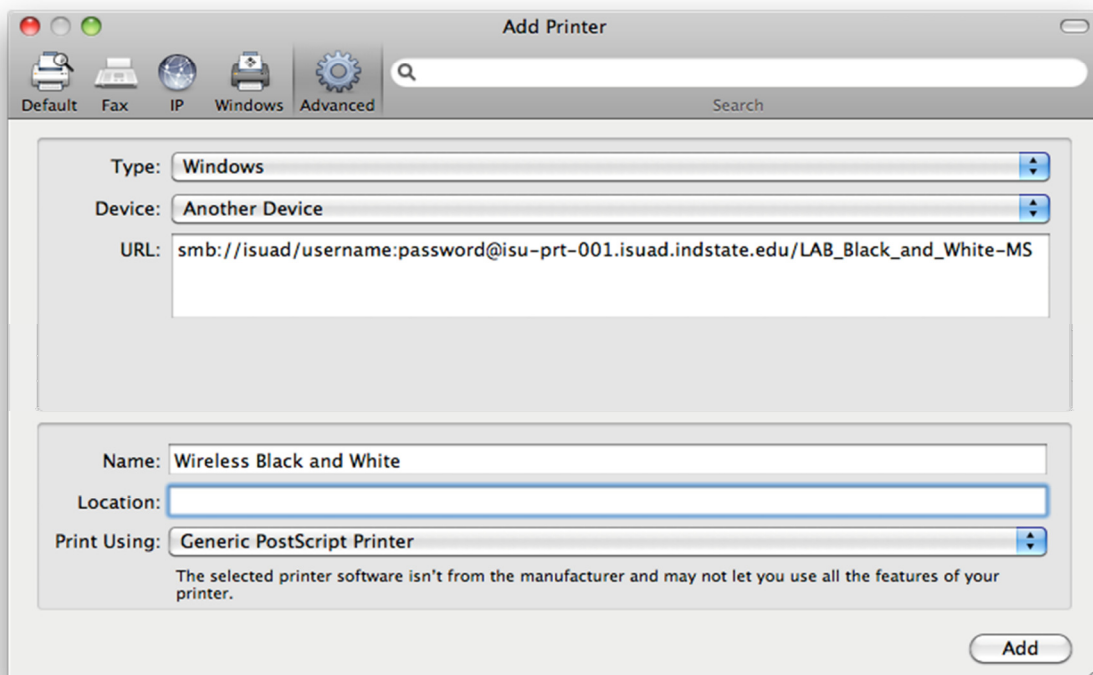 Add Printer
Default Fax IP Windows Advanced Search
Type: Windows
Device: Another Device
URL: smb://isuad/username:password@isu-prt-001.isuad.indstate.edu/LAB_Black_and_White-MS
Name: Wireless Black and White
Location:
Print Using: Generic PostScript Printer
The selected printer software isn't from the manufacturer and may not let you use all the features of your
printer.
Add